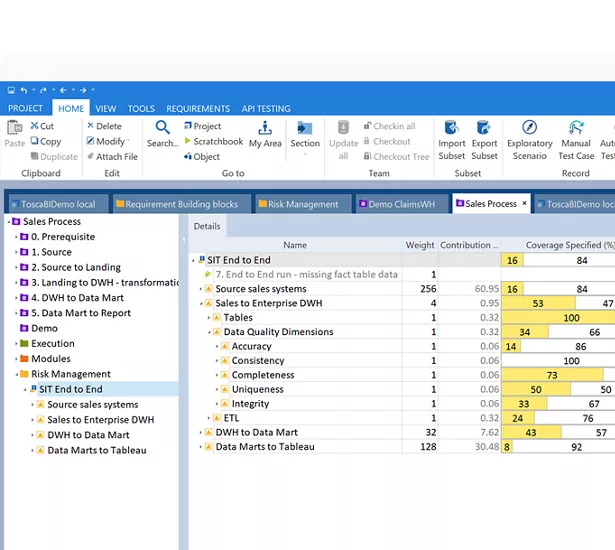 PROJECT HOME VIEW TOOLS REQUIREMENTS API TESTING
Paste
Cut
Copy
Duplicate
Clipboard
Delete
Modify
Attach File
Edit
Search...
Project
Scratchbook
Object
My Area
Section
Go to
Update all
Checkin all
Checkout
Checkout Tree
Team
Import Subset
Export Subset
Subset
Exploratory Scenario
Manual Test Case
Record
ToscaBIDemo local
Requirement Building blocks
Risk Management
Demo ClaimsWH
Sales Process ×
ToscaBIDemo loc
Sales Process
0. Prerequisite
1. Source
2. Source to Landing
3. Landing to DWH - transformatio
4. DWH to Data Mart
5. Data Mart to Report
Demo
Execution
Modules
Risk Management
SIT End to End
Source sales systems
Sales to Enterprise DWH
DWH to Data Mart
Data Marts to Tableau
Details
Name Weight Contribution ... Coverage Specified (%)
SIT End to End 16 84
7. End to End run - missing fact table data 1
Source sales systems 256 60.95 16 84
Sales to Enterprise DWH 4 0.95 53 47
Tables 1 0.32 100
Data Quality Dimensions 1 0.32 34 66
Accuracy 1 0.06 14 86
Consistency 1 0.06 100
Completeness 1 0.06 73
Uniqueness 1 0.06 50 50
Integrity 1 0.06 33 67
ETL 1 0.32 24 76
DWH to Data Mart 32 7.62 43 57
Data Marts to Tableau 128 30.48 8 92